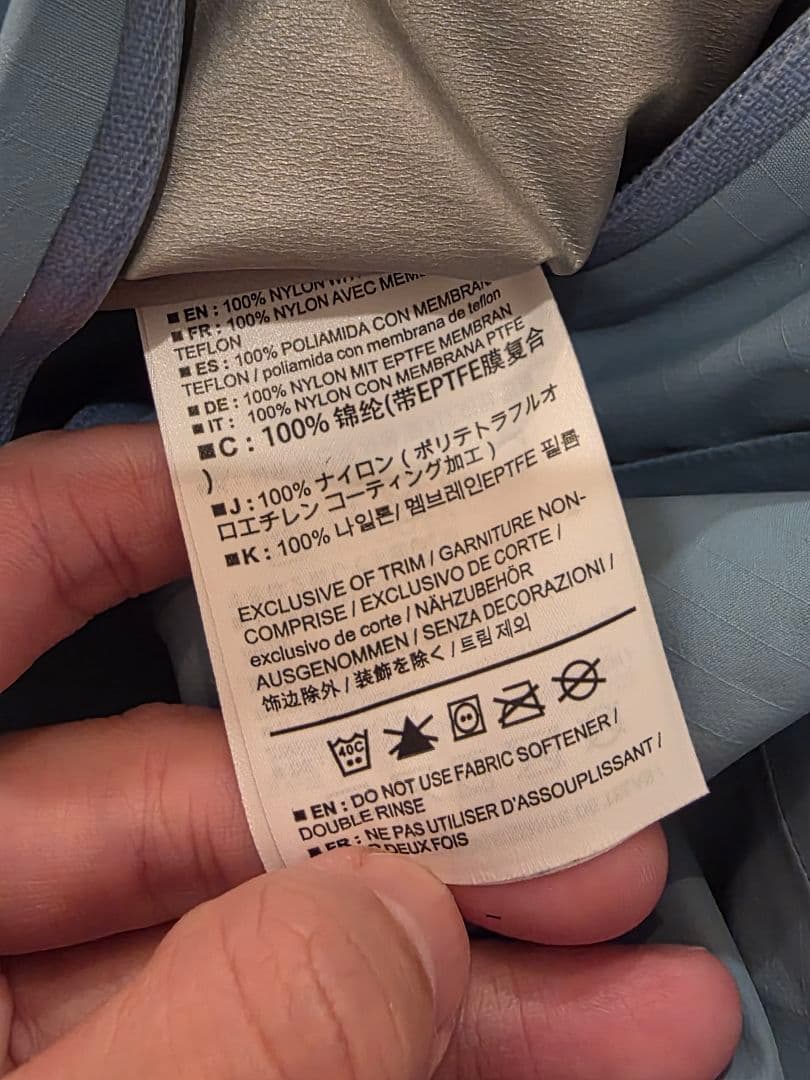 EN : 100% NYLON
FR : 100% NYLON AVEC
TEFLON
ES : 100% POLIAMIDA CON
TEFLON / poliamida con membrana de teflon
DE : 100% NYLON MIT EPTFE MEMBRAN
IT : 100% NYLON CON MEMBRANA PTFE
C : 100% 锦纶(带EPTFE膜复合
)
J : 100% ナイロン ( ポリテトラフルオ
ロエチレン コーティング加工 )
K : 100% 나일론/ 멤브레인EPTFE 필름
EXCLUSIVE OF TRIM / GARNITURE NON-
COMPRISE / EXCLUSIVO DE CORTE /
exclusivo de corte / NÄHZUBEHÖR
AUSGENOMMEN / SENZA DECORAZIONI /
饰边除外 / 装飾を除く / 트림 제외
40C
EN : DO NOT USE FABRIC SOFTENER /
DOUBLE RINSE
FR : NE PAS UTILISER D'ASSOUPLISSANT /
DEUX FOIS